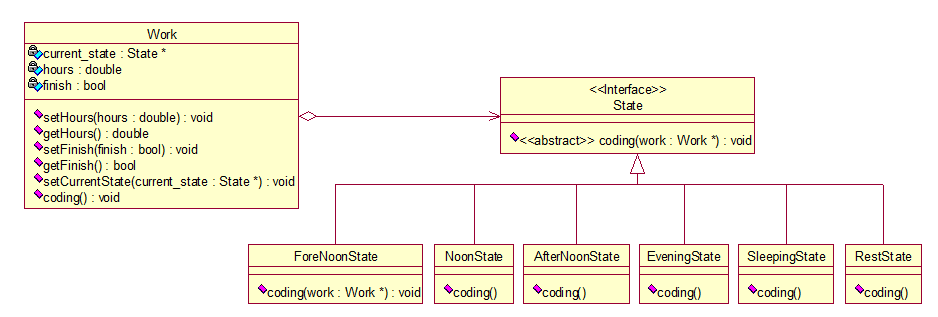 Work
current_state : State *
hours : double
finish : bool
setHours(hours : double) : void
getHours() : double
setFinish(finish : bool) : void
getFinish() : bool
setCurrentState(current_state : State *) : void
coding() : void
<<Interface>>
State
<<abstract>> coding(work : Work *) : void
ForeNoonState
coding(work : Work *) : void
NoonState
coding()
AfterNoonState
coding()
EveningState
coding()
SleepingState
coding()
RestState
coding()